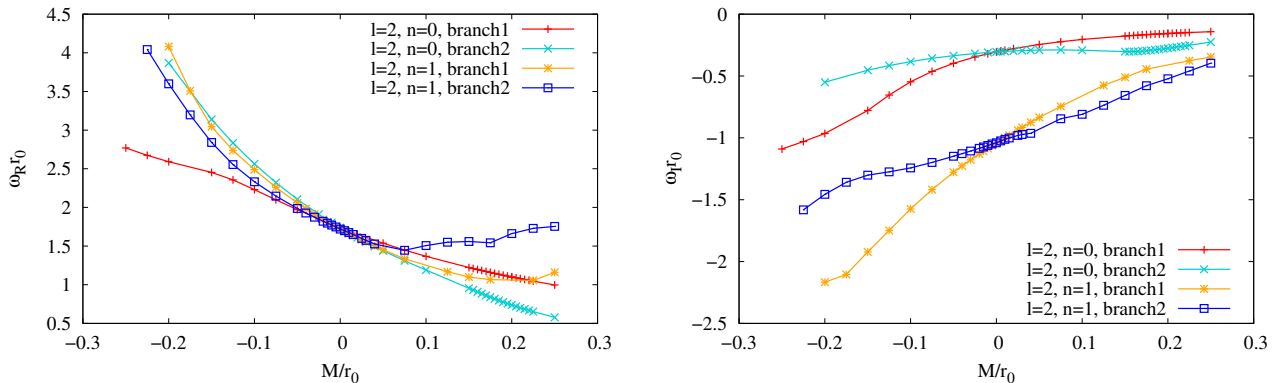 4.5
4
3.5
3
2.5
2
1.5
1
0.5
ω_R r_0
−0.3 −0.2 −0.1 0 0.1 0.2 0.3
M/r_0
l=2, n=0, branch1
l=2, n=0, branch2
l=2, n=1, branch1
l=2, n=1, branch2
0
−0.5
−1
−1.5
−2
−2.5
ω_I r_0
−0.3 −0.2 −0.1 0 0.1 0.2 0.3
M/r_0
l=2, n=0, branch1
l=2, n=0, branch2
l=2, n=1, branch1
l=2, n=1, branch2